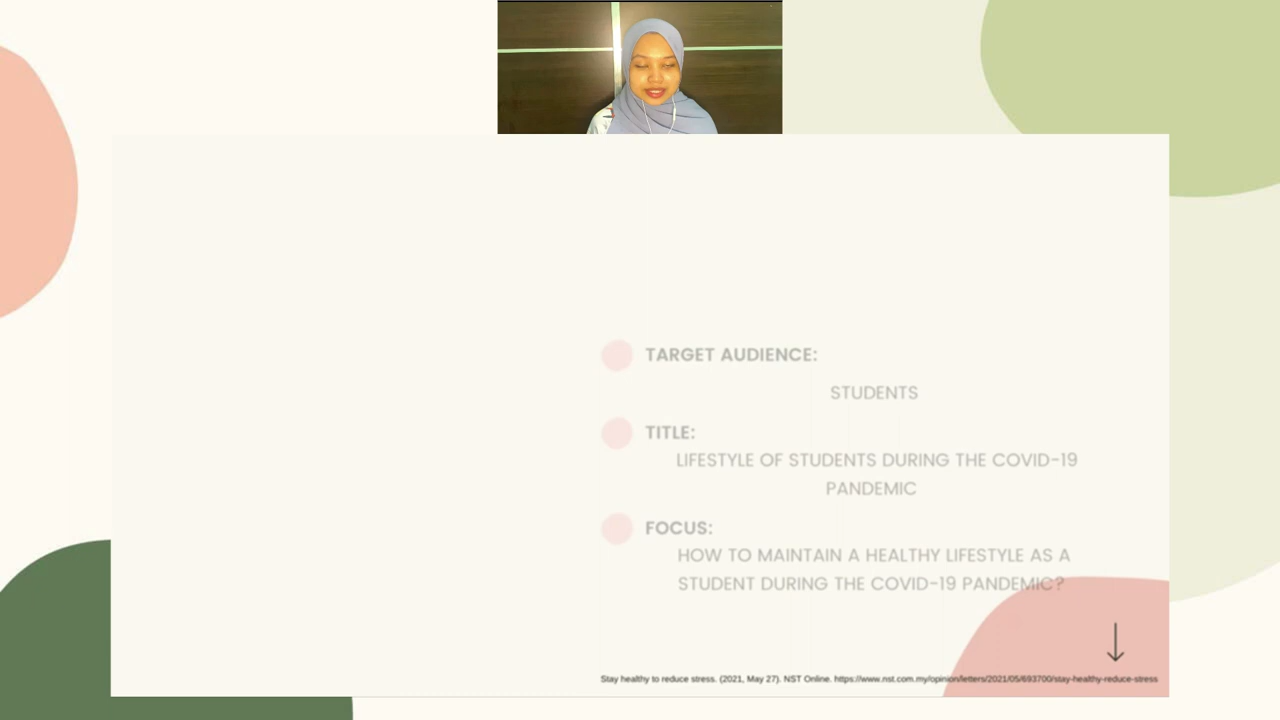 TARGET AUDIENCE:
STUDENTS
TITLE:
LIFESTYLE OF STUDENTS DURING THE COVID-19
PANDEMIC
FOCUS:
HOW TO MAINTAIN A HEALTHY LIFESTYLE AS A
STUDENT DURING THE COVID-19 PANDEMIC?
Stay healthy to reduce stress. (2021, May 27). NST Online. https://www.nst.com.my/opinion/letters/2021/05/693700/stay-healthy-reduce-stress